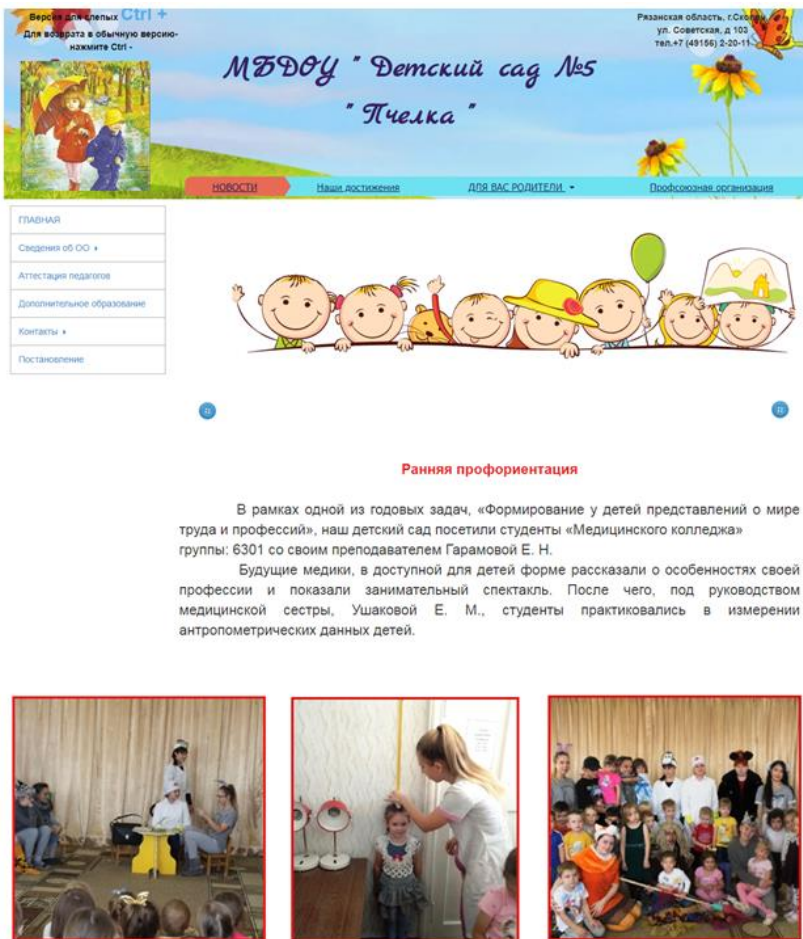 Версия для слепых Ctrl +
Для возврата в обычную версию-
нажмите Ctrl -
Рязанская область, г.Скопин
ул. Советская, д 103
тел.+7 (49156) 2-20-11
МБДОУ " Детский сад №5
" Пчелка "
НОВОСТИ
Наши достижения
ДЛЯ ВАС РОДИТЕЛИ
Профсоюзная организация
ГЛАВНАЯ
Сведения об ОО
Аттестация педагогов
Дополнительное образование
Контакты
Постановление
Ранняя профориентация
В рамках одной из годовых задач, «Формирование у детей представлений о мире
труда и профессий», наш детский сад посетили студенты «Медицинского колледжа»
группы: 6301 со своим преподавателем Гарамовой Е. Н.
Будущие медики, в доступной для детей форме рассказали о особенностях своей
профессии и показали занимательный спектакль. После чего, под руководством
медицинской сестры, Ушаковой Е. М., студенты практиковались в измерении
антропометрических данных детей.